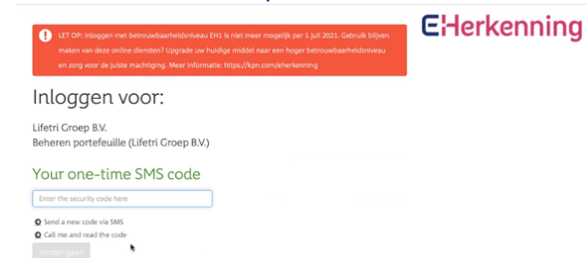 EHerkenning
LET OP: Inloggen met betrouwbaarheidsniveau EH1 is niet meer mogelijk per 1 juli 2021. Gebruik blijven
maken van deze online diensten? Upgrade uw huidige middel naar een hoger betrouwbaarheidsniveau
en zorg voor de juiste machtiging. Meer informatie: https://kpn.com/eherkenning
Inloggen voor:
Lifetri Groep B.V.
Beheren portefeuille (Lifetri Groep B.V.)
Your one-time SMS code
Enter the security code here
Send a new code via SMS
Call me and read the code
Verder gaan